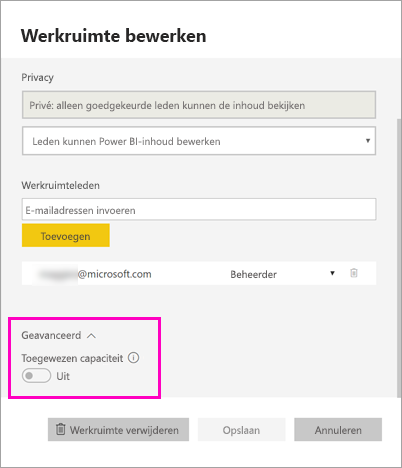 Werkruimte bewerken
Privacy
Privé: alleen goedgekeurde leden kunnen de inhoud bekijken
Leden kunnen Power BI-inhoud bewerken
Werkruimteleden
E-mailadressen invoeren
Toevoegen
@microsoft.com Beheerder
Geavanceerd
Toegewezen capaciteit
Uit
Werkruimte verwijderen Opslaan Annuleren